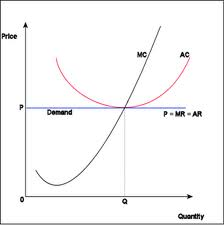 Price
MC
AC
P
Demand
P = MR = AR
0
Q
Quantity